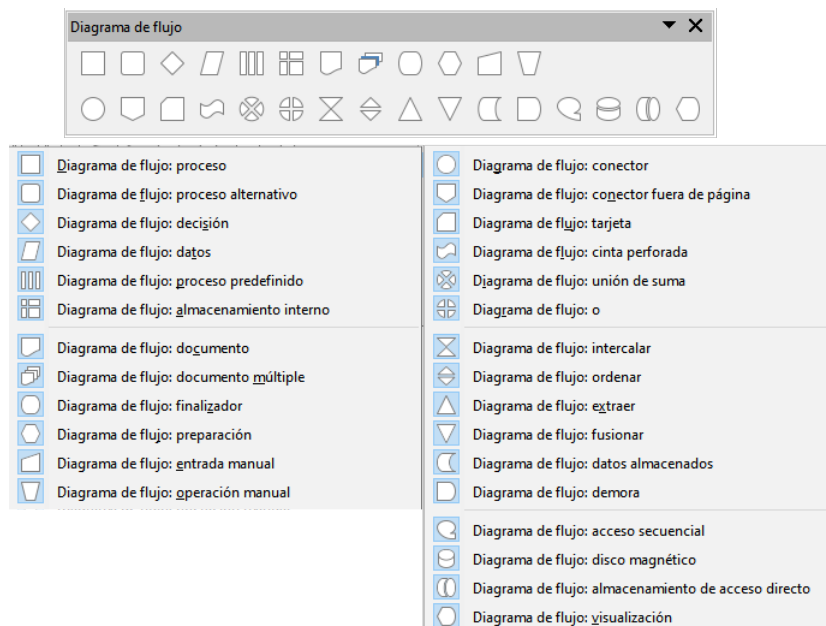 Diagrama de flujo
Diagrama de flujo: proceso
Diagrama de flujo: proceso alternativo
Diagrama de flujo: decisión
Diagrama de flujo: datos
Diagrama de flujo: proceso predefinido
Diagrama de flujo: almacenamiento interno
Diagrama de flujo: documento
Diagrama de flujo: documento múltiple
Diagrama de flujo: finalizador
Diagrama de flujo: preparación
Diagrama de flujo: entrada manual
Diagrama de flujo: operación manual
Diagrama de flujo: conector
Diagrama de flujo: conector fuera de página
Diagrama de flujo: tarjeta
Diagrama de flujo: cinta perforada
Diagrama de flujo: unión de suma
Diagrama de flujo: o
Diagrama de flujo: intercalar
Diagrama de flujo: ordenar
Diagrama de flujo: extraer
Diagrama de flujo: fusionar
Diagrama de flujo: datos almacenados
Diagrama de flujo: demora
Diagrama de flujo: acceso secuencial
Diagrama de flujo: disco magnético
Diagrama de flujo: almacenamiento de acceso directo
Diagrama de flujo: visualización